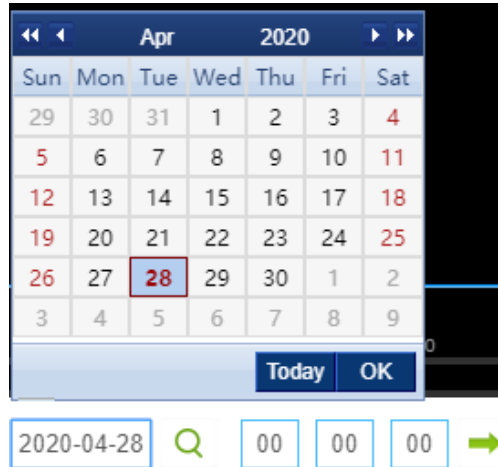 Apr 2020
Sun Mon Tue Wed Thu Fri Sat
29 30 31 1 2 3 4
5 6 7 8 9 10 11
12 13 14 15 16 17 18
19 20 21 22 23 24 25
26 27 28 29 30 1 2
3 4 5 6 7 8 9
0
Today OK
2020-04-28 00 00 00